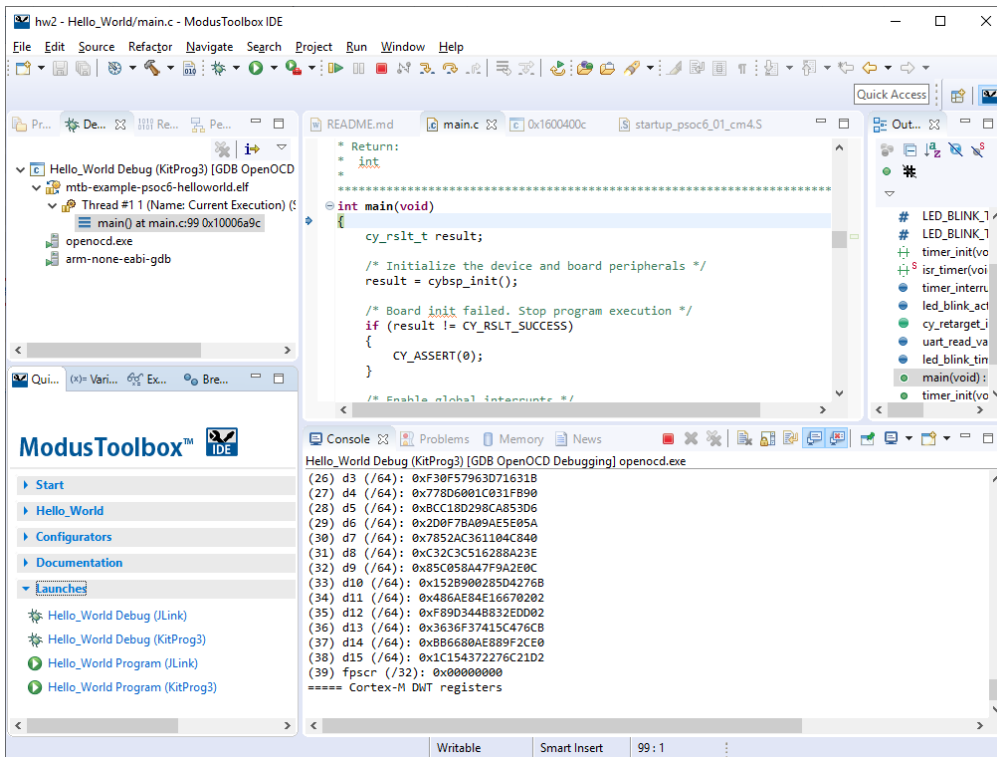 hw2 - Hello_World/main.c - ModusToolbox IDE
File Edit Source Refactor Navigate Search Project Run Window Help
Quick Access
Pr... De... Re... Pe...
Hello_World Debug (KitProg3) [GDB OpenOCD
mtb-example-psoc6-helloworld.elf
Thread #1 1 (Name: Current Execution) (
main() at main.c:99 0x10006a9c
openocd.exe
arm-none-eabi-gdb
README.md main.c 0x1600400c startup_psoc6_01_cm4.S
* Return:
* int
*
******************************************************************************
int main(void)
{
cy_rslt_t result;
/* Initialize the device and board peripherals */
result = cybsp_init();
/* Board init failed. Stop program execution */
if (result != CY_RSLT_SUCCESS)
{
CY_ASSERT(0);
}
/* Enable global interrupts */
Out...
# LED_BLINK_T
# LED_BLINK_T
timer_init(vo
S isr_timer(voi
timer_interru
led_blink_act
cy_retarget_i
uart_read_va
led_blink_tim
main(void) :
timer_init(vo
Qui... (x)= Vari... Ex... Bre...
ModusToolbox™ IDE
Start
Hello_World
Configurators
Documentation
Launches
Hello_World Debug (JLink)
Hello_World Debug (KitProg3)
Hello_World Program (JLink)
Hello_World Program (KitProg3)
Console Problems Memory News
Hello_World Debug (KitProg3) [GDB OpenOCD Debugging] openocd.exe
(26) d3 (/64): 0xF30F57963D71631B
(27) d4 (/64): 0x778D6001C031FB90
(28) d5 (/64): 0xBCC18D298CA853D6
(29) d6 (/64): 0x2D0F7BA09AE5E05A
(30) d7 (/64): 0x7852AC361104C840
(31) d8 (/64): 0xC32C3C516288A23E
(32) d9 (/64): 0x85C058A47F9A2E0C
(33) d10 (/64): 0x152B900285D4276B
(34) d11 (/64): 0x486AE84E16670202
(35) d12 (/64): 0xF89D344B832EDD02
(36) d13 (/64): 0x3636F37415C476CB
(37) d14 (/64): 0xBB6680AE889F2CE0
(38) d15 (/64): 0x1C154372276C21D2
(39) fpscr (/32): 0x00000000
===== Cortex-M DWT registers
Writable Smart Insert 99 : 1